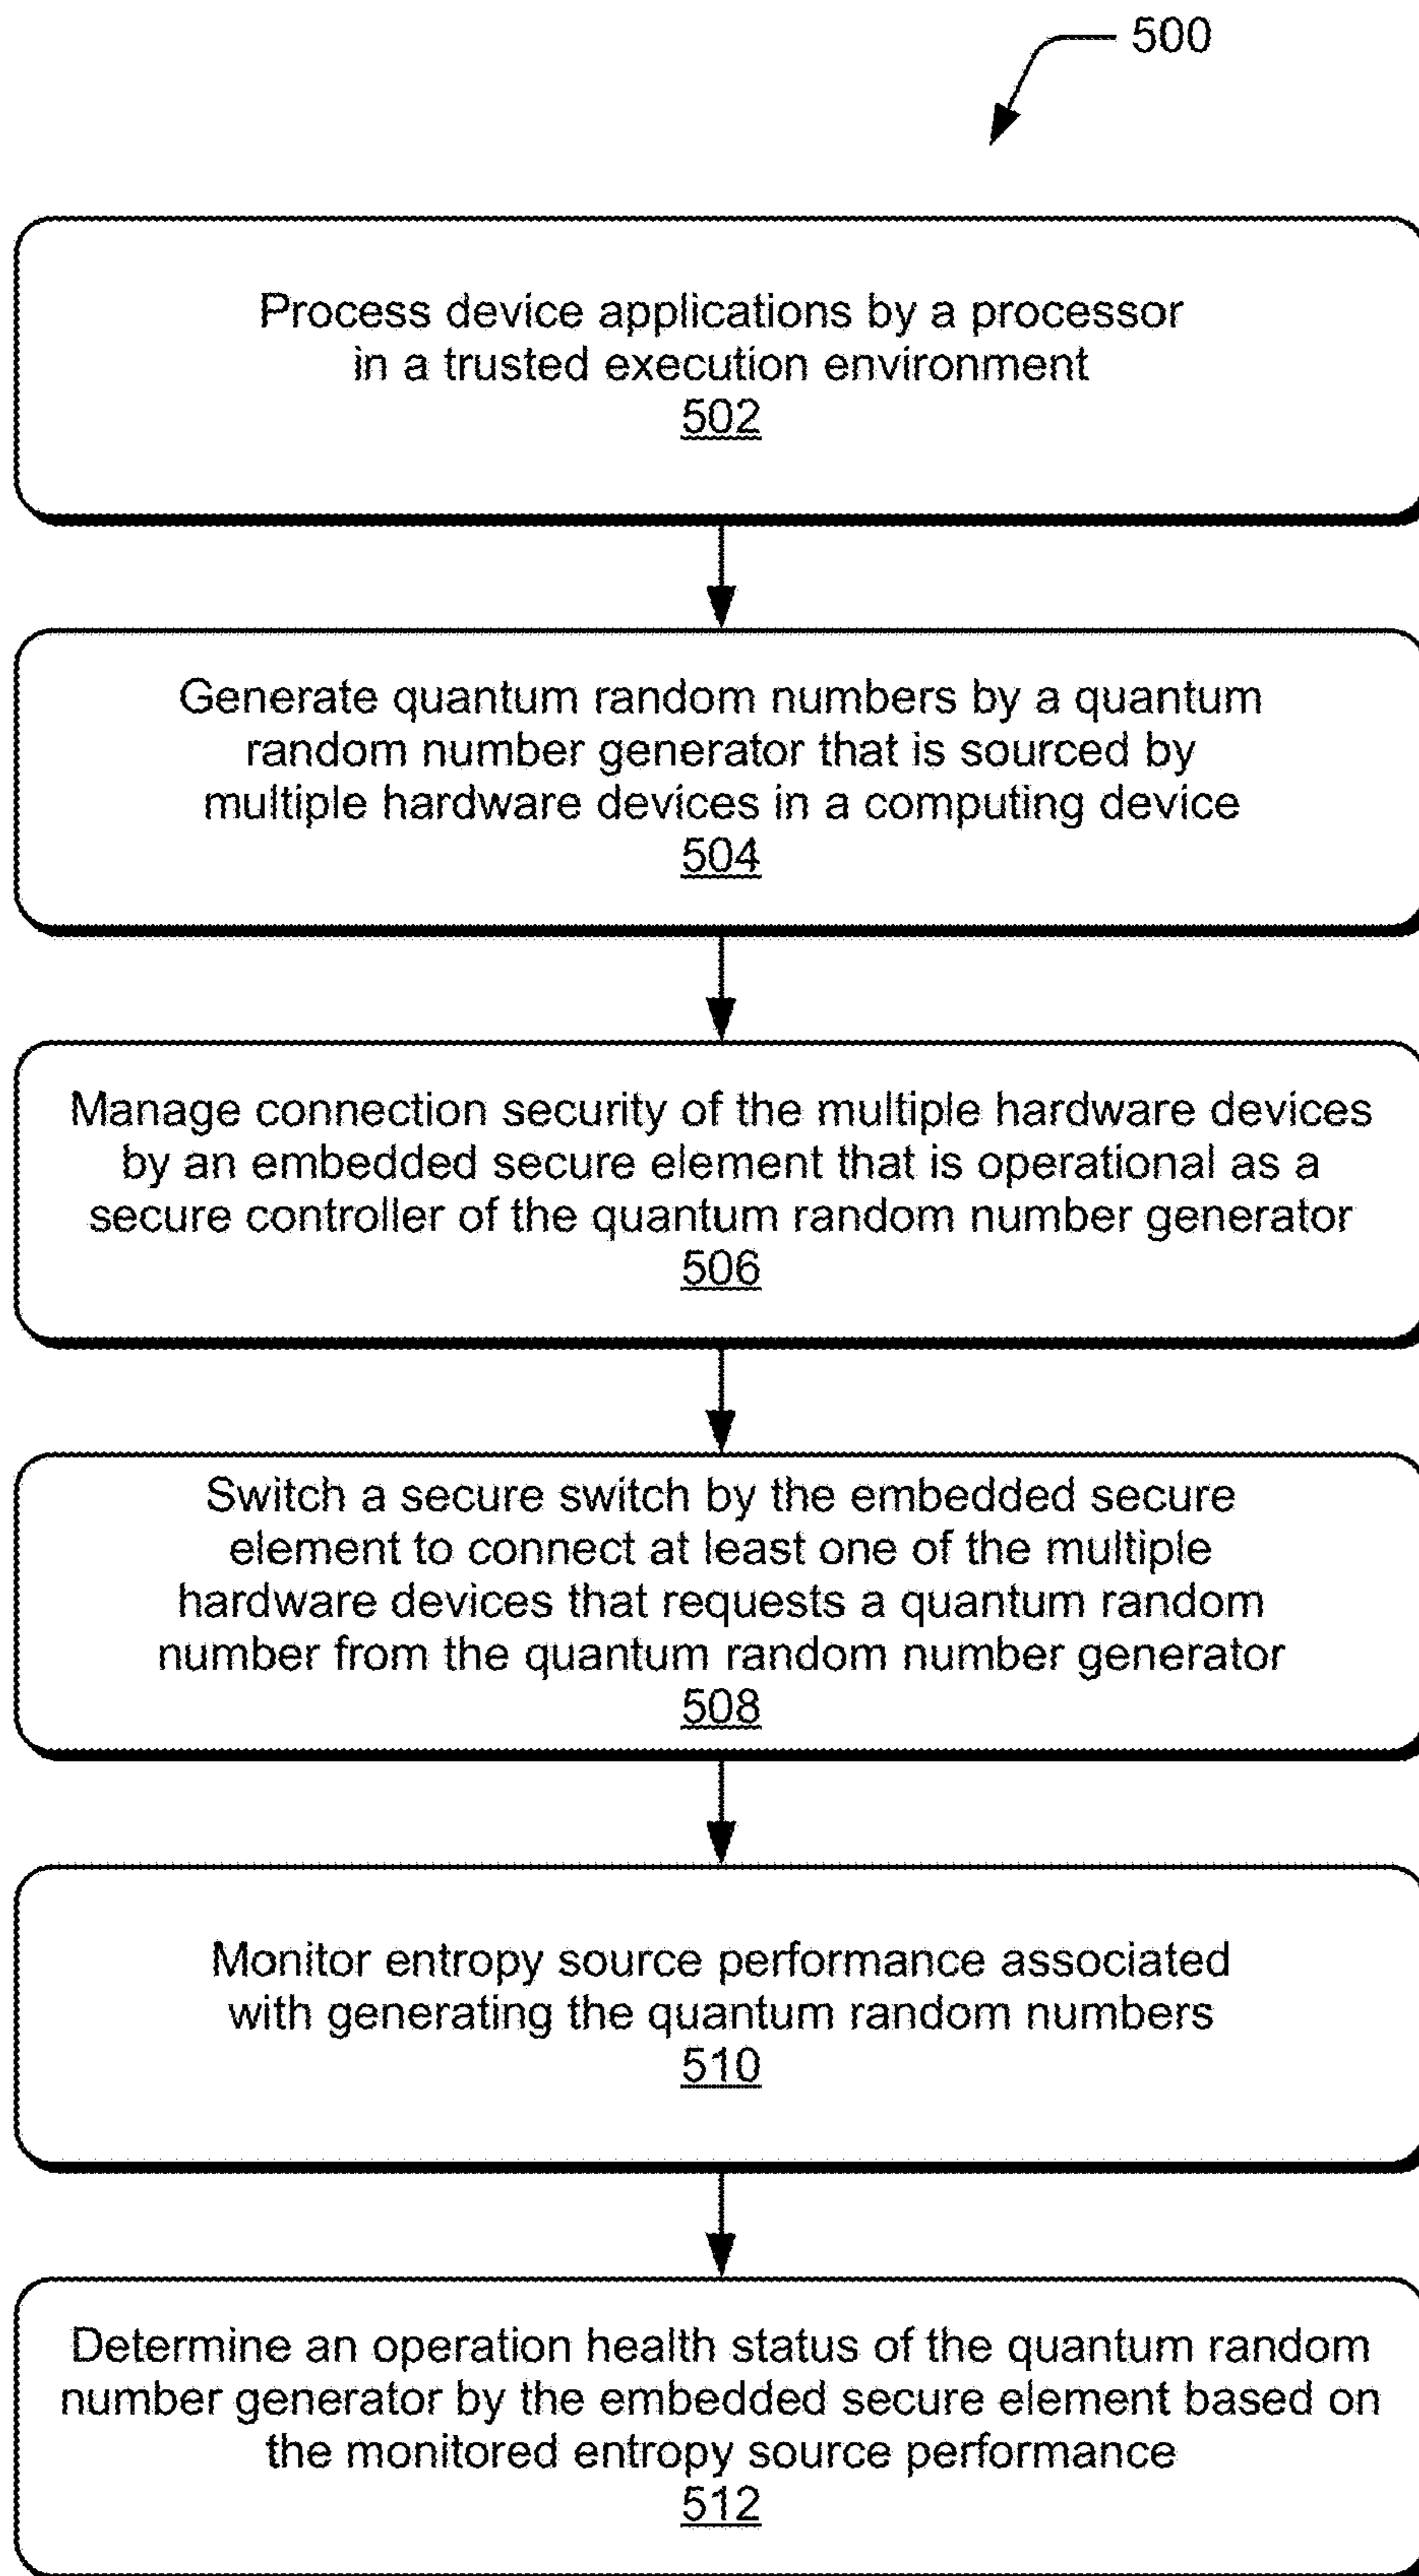 500
Process device applications by a processor
in a trusted execution environment
502
Generate quantum random numbers by a quantum
random number generator that is sourced by
multiple hardware devices in a computing device
504
Manage connection security of the multiple hardware devices
by an embedded secure element that is operational as a
secure controller of the quantum random number generator
506
Switch a secure switch by the embedded secure
element to connect at least one of the multiple
hardware devices that requests a quantum random
number from the quantum random number generator
508
Monitor entropy source performance associated
with generating the quantum random numbers
510
Determine an operation health status of the quantum random
number generator by the embedded secure element based on
the monitored entropy source performance
512